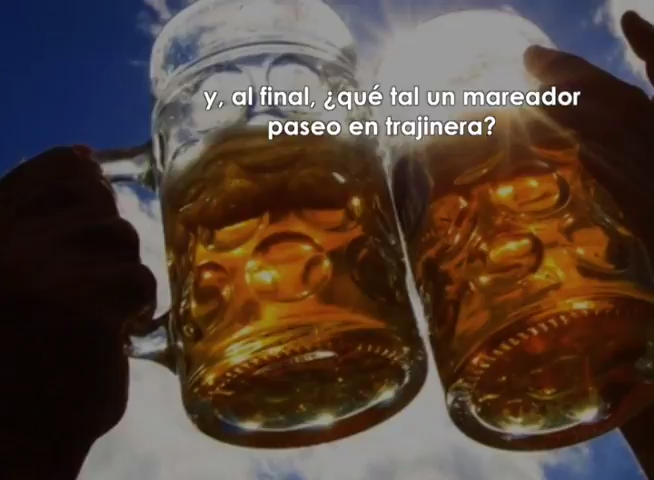 y, al final, ¿qué tal un mareador
paseo en trajinera?